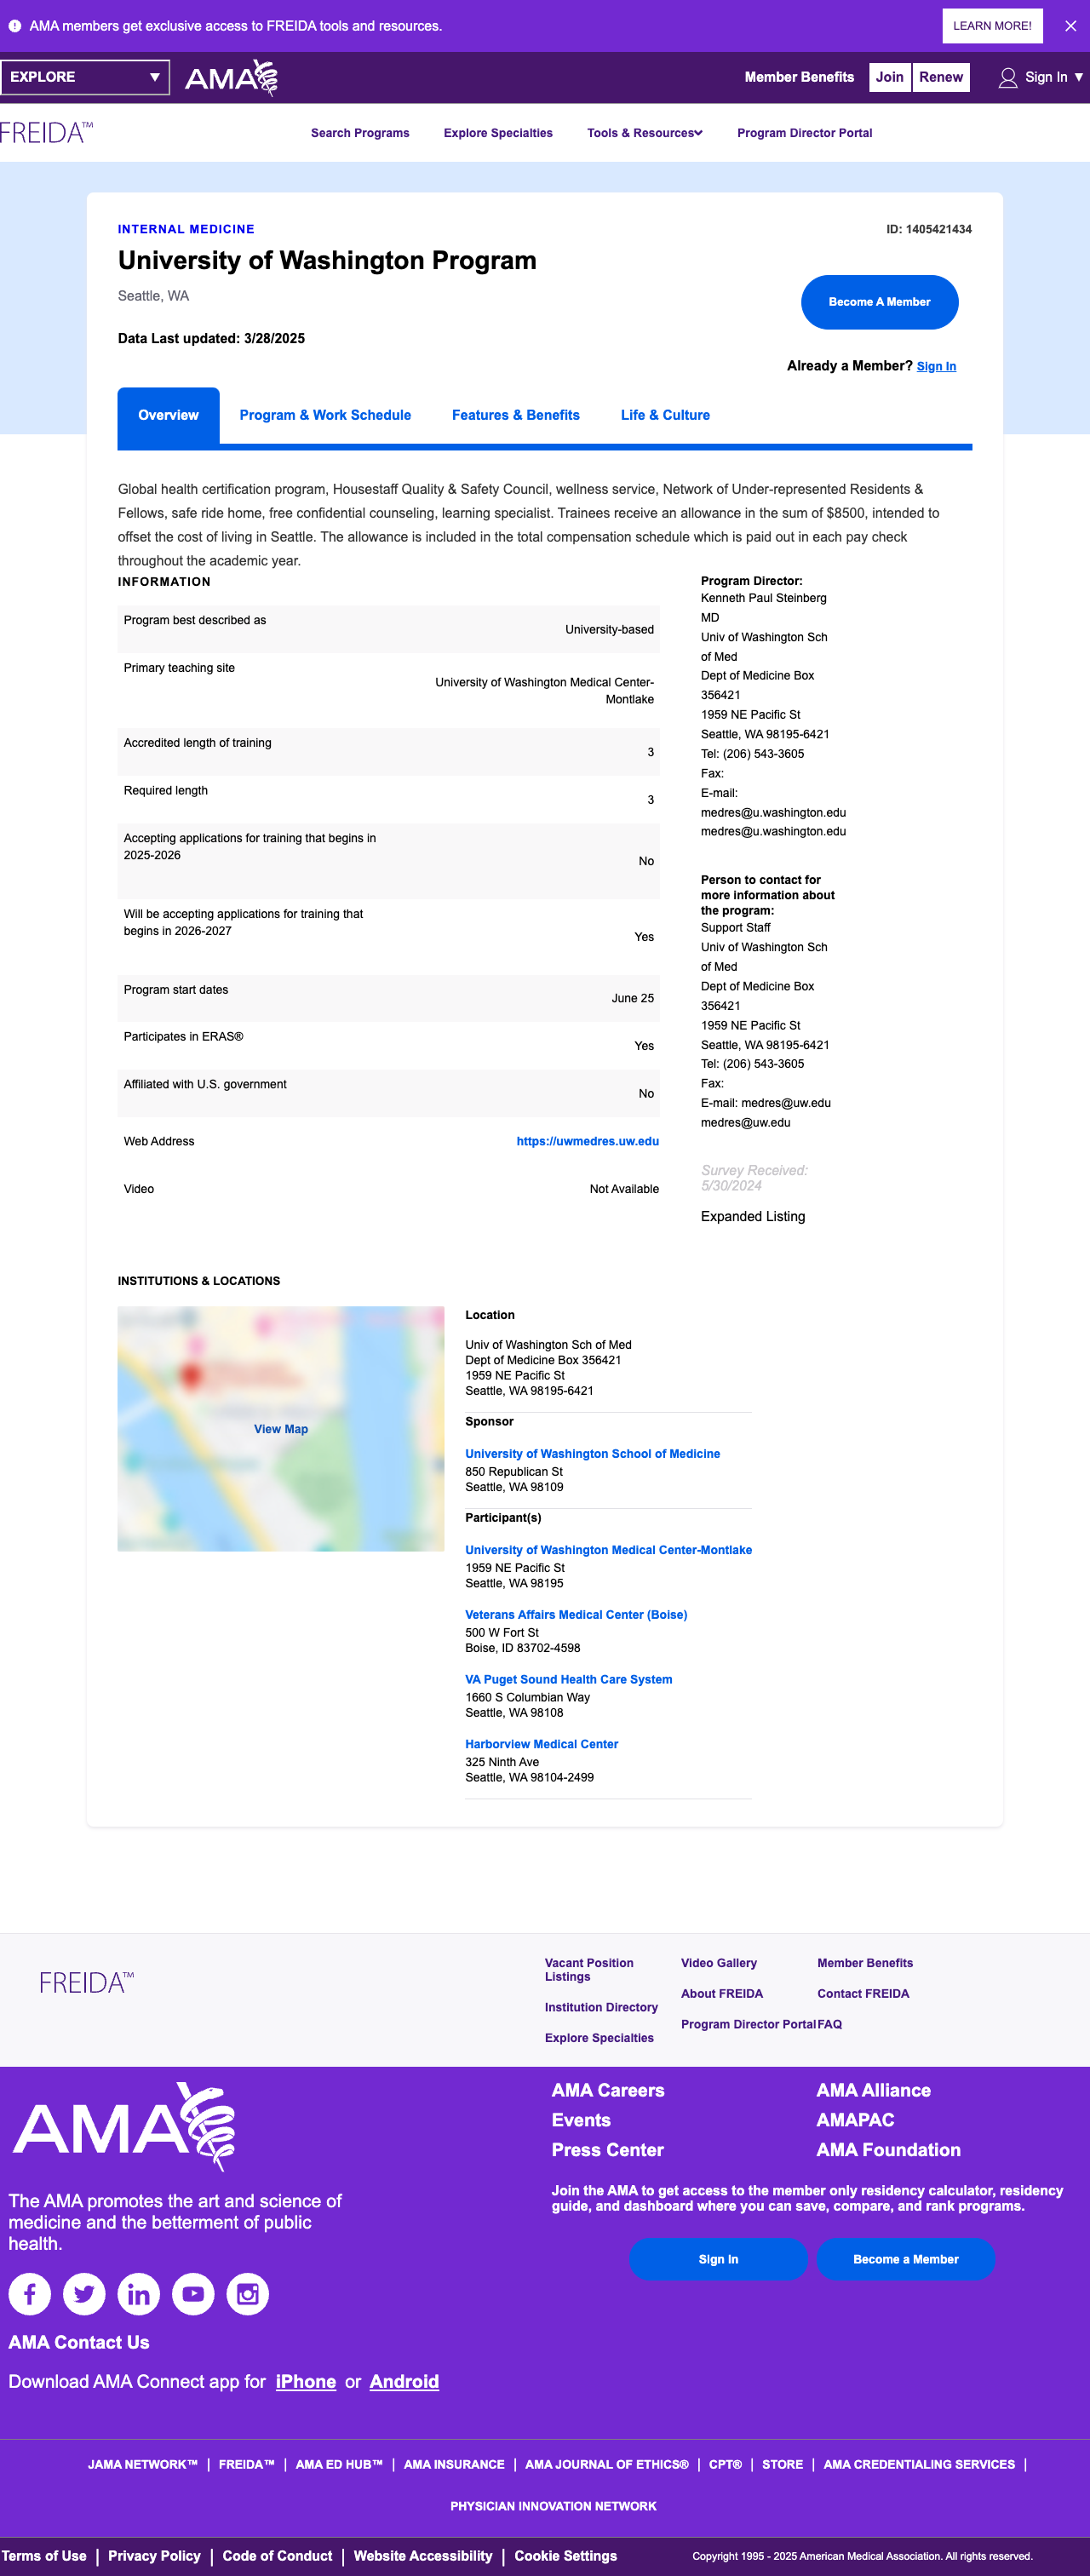 AMA members get exclusive access to FREIDA tools and resources.
LEARN MORE!
EXPLORE
AMA
Member Benefits
Join
Renew
Sign In ▼
FREIDA™
Search Programs
Explore Specialties
Tools & Resources
Program Director Portal
INTERNAL MEDICINE
ID: 1405421434
University of Washington Program
Seattle, WA
Become A Member
Data Last updated: 3/28/2025
Already a Member? Sign In
Overview
Program & Work Schedule
Features & Benefits
Life & Culture
Global health certification program, Housestaff Quality & Safety Council, wellness service, Network of Under-represented Residents &
Fellows, safe ride home, free confidential counseling, learning specialist. Trainees receive an allowance in the sum of $8500, intended to
offset the cost of living in Seattle. The allowance is included in the total compensation schedule which is paid out in each pay check
throughout the academic year.
INFORMATION
Program best described as
University-based
Primary teaching site
University of Washington Medical Center-
Montlake
Accredited length of training
3
Required length
3
Accepting applications for training that begins in
2025-2026
No
Will be accepting applications for training that
begins in 2026-2027
Yes
Program start dates
June 25
Participates in ERAS®
Yes
Affiliated with U.S. government
No
Web Address
https://uwmedres.uw.edu
Video
Not Available
Program Director:
Kenneth Paul Steinberg
MD
Univ of Washington Sch
of Med
Dept of Medicine Box
356421
1959 NE Pacific St
Seattle, WA 98195-6421
Tel: (206) 543-3605
Fax:
E-mail:
medres@u.washington.edu
medres@u.washington.edu
Person to contact for
more information about
the program:
Support Staff
Univ of Washington Sch
of Med
Dept of Medicine Box
356421
1959 NE Pacific St
Seattle, WA 98195-6421
Tel: (206) 543-3605
Fax:
E-mail: medres@uw.edu
medres@uw.edu
Survey Received:
5/30/2024
Expanded Listing
INSTITUTIONS & LOCATIONS
View Map
Location
Univ of Washington Sch of Med
Dept of Medicine Box 356421
1959 NE Pacific St
Seattle, WA 98195-6421
Sponsor
University of Washington School of Medicine
850 Republican St
Seattle, WA 98109
Participant(s)
University of Washington Medical Center-Montlake
1959 NE Pacific St
Seattle, WA 98195
Veterans Affairs Medical Center (Boise)
500 W Fort St
Boise, ID 83702-4598
VA Puget Sound Health Care System
1660 S Columbian Way
Seattle, WA 98108
Harborview Medical Center
325 Ninth Ave
Seattle, WA 98104-2499
FREIDA™
Vacant Position
Listings
Institution Directory
Explore Specialties
Video Gallery
About FREIDA
Program Director Portal
Member Benefits
Contact FREIDA
FAQ
AMA
The AMA promotes the art and science of
medicine and the betterment of public
health.
AMA Contact Us
Download AMA Connect app for iPhone or Android
AMA Careers
Events
Press Center
AMA Alliance
AMAPAC
AMA Foundation
Join the AMA to get access to the member only residency calculator, residency
guide, and dashboard where you can save, compare, and rank programs.
Sign In
Become a Member
JAMA NETWORK™ | FREIDA™ | AMA ED HUB™ | AMA INSURANCE | AMA JOURNAL OF ETHICS® | CPT® | STORE | AMA CREDENTIALING SERVICES |
PHYSICIAN INNOVATION NETWORK
Terms of Use | Privacy Policy | Code of Conduct | Website Accessibility | Cookie Settings
Copyright 1995 - 2025 American Medical Association. All rights reserved.